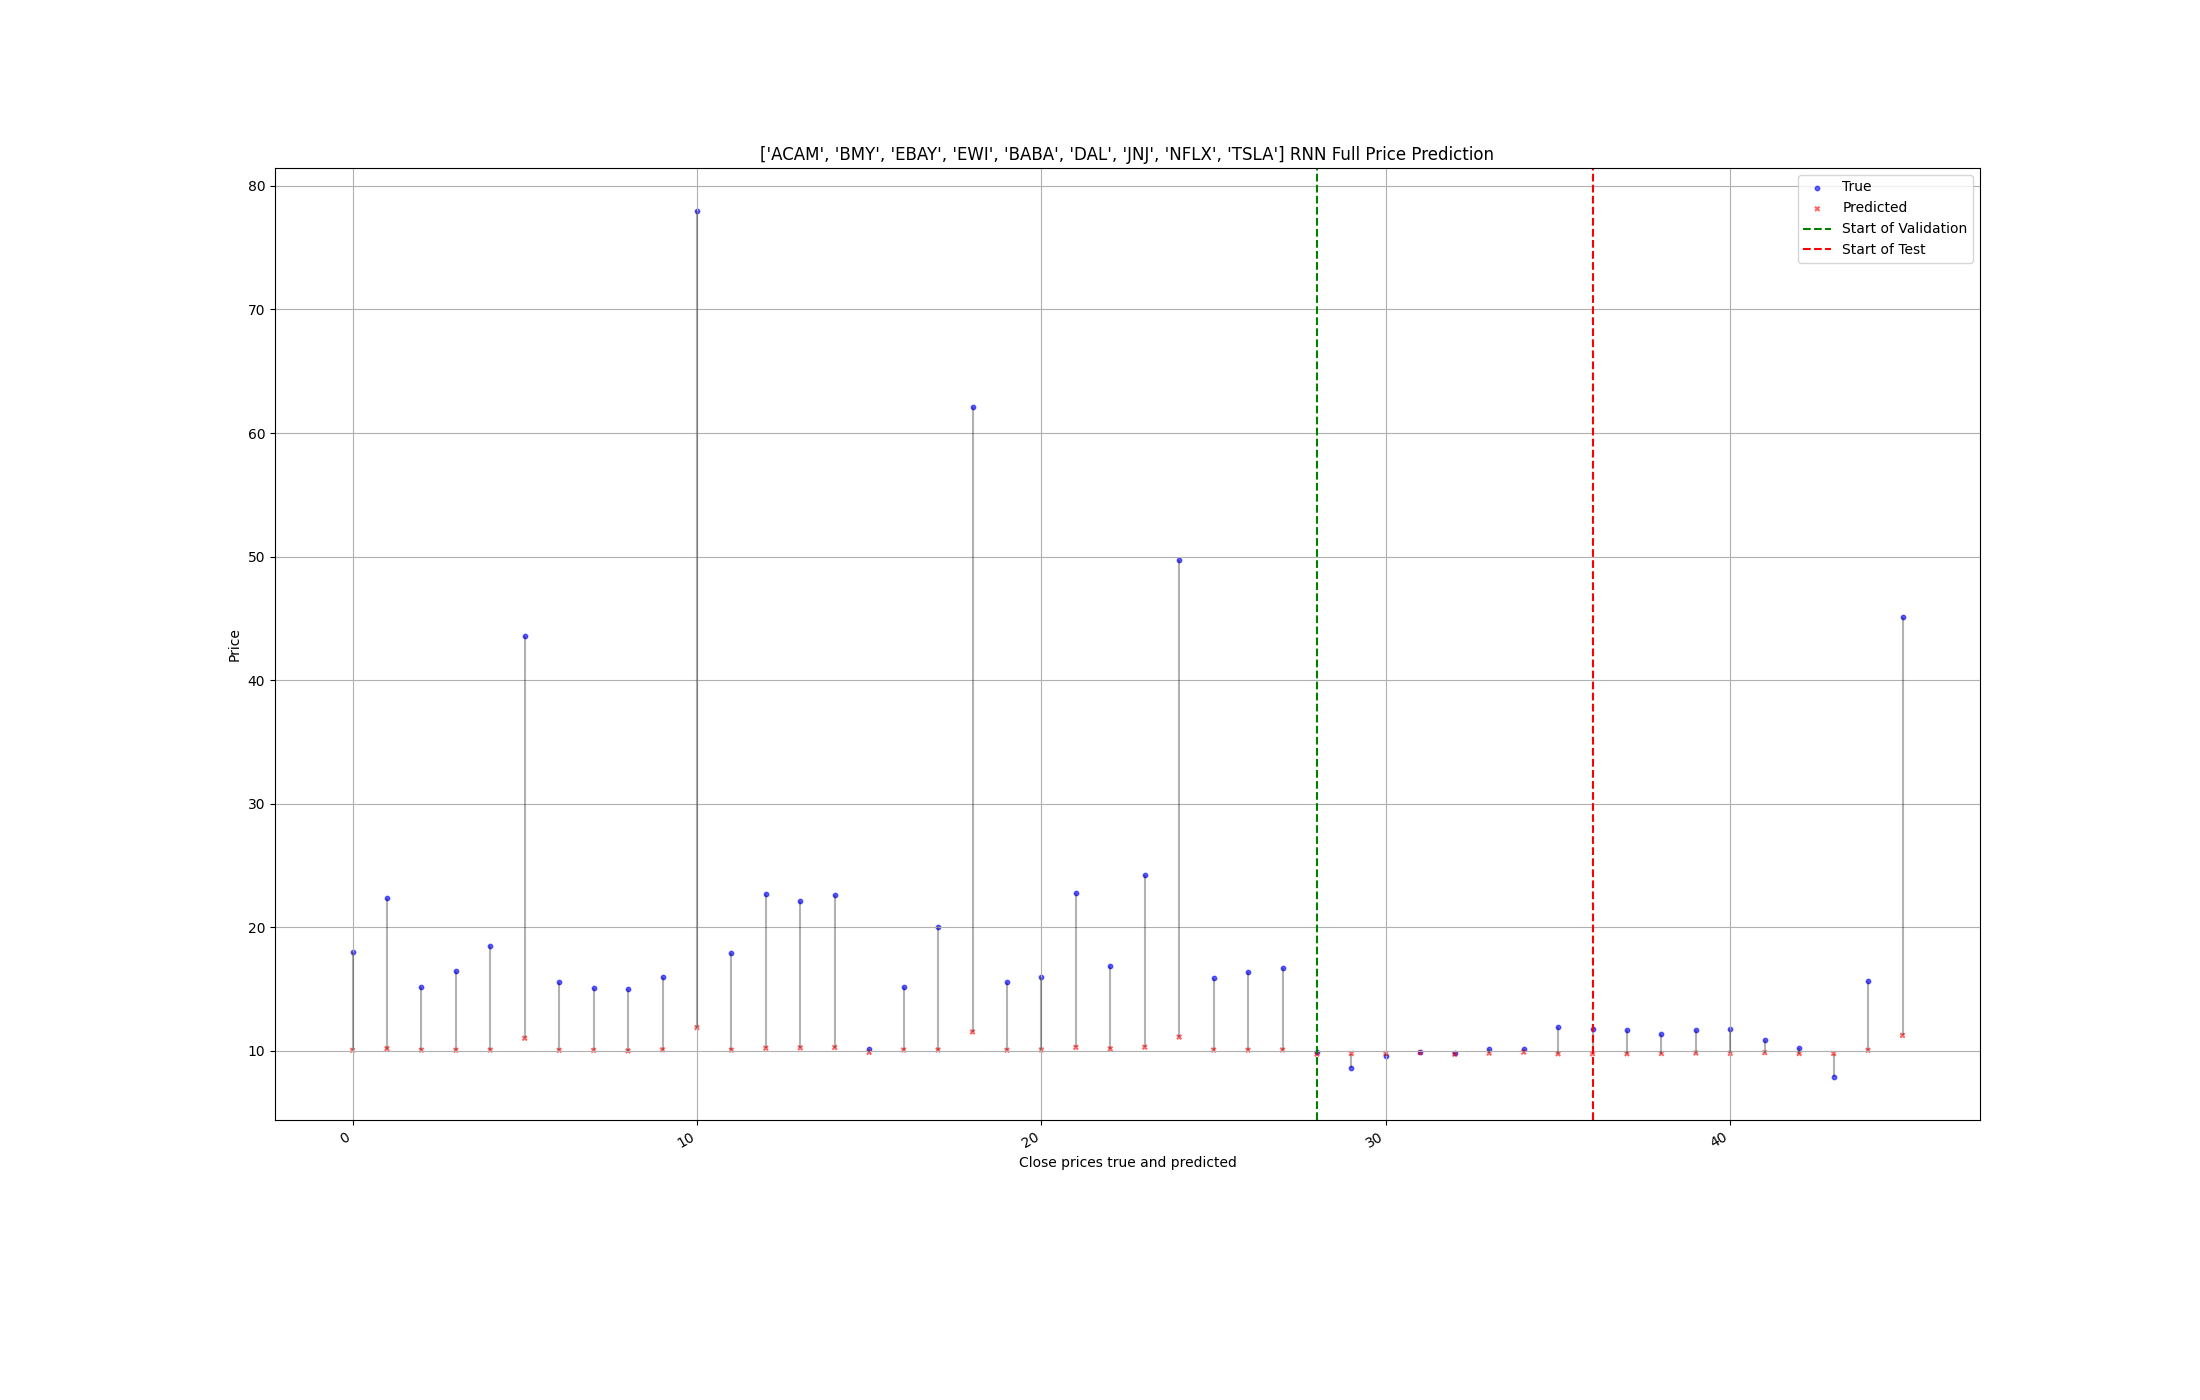 ['ACAM', 'BMY', 'EBAY', 'EWI', 'BABA', 'DAL', 'JNJ', 'NFLX', 'TSLA'] RNN Full Price Prediction
True
Predicted
Start of Validation
Start of Test
80
70
60
50
40
30
20
10
Price
0
10
20
30
40
Close prices true and predicted